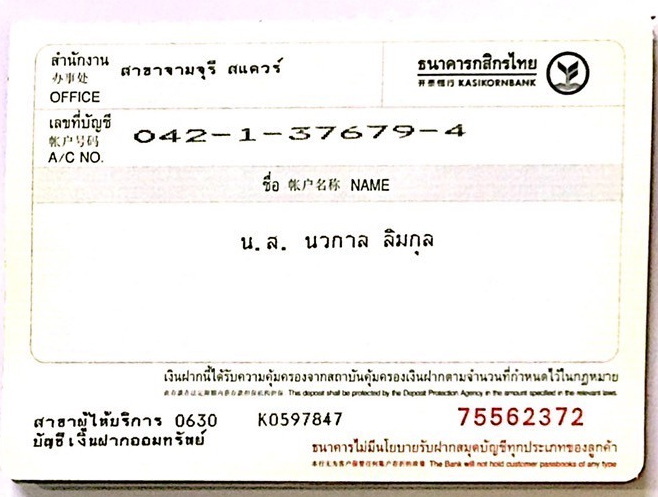 สำนักงาน สาขาจามจุรี สแควร์
办事处
OFFICE
ธนาคารกสิกรไทย
开泰银行 KASIKORNBANK
เลขที่บัญชี 042-1-37679-4
帐户号码
A/C NO.
ชื่อ 帐户名称 NAME
น.ส. นวกาล ลิมกุล
เงินฝากนี้ได้รับความคุ้มครองจากสถาบันคุ้มครองเงินฝากตามจำนวนที่กำหนดไว้ในกฎหมาย
This deposit shall be protected by the Deposit Protection Agency in the amount specified in the relevant laws.
สาขาผู้ให้บริการ 0630 K0597847 75562372
บัญชีเงินฝากออมทรัพย์
ธนาคารไม่มีนโยบายรับฝากสมุดบัญชีทุกประเภทของลูกค้า
The Bank will not hold customer passbooks of any type